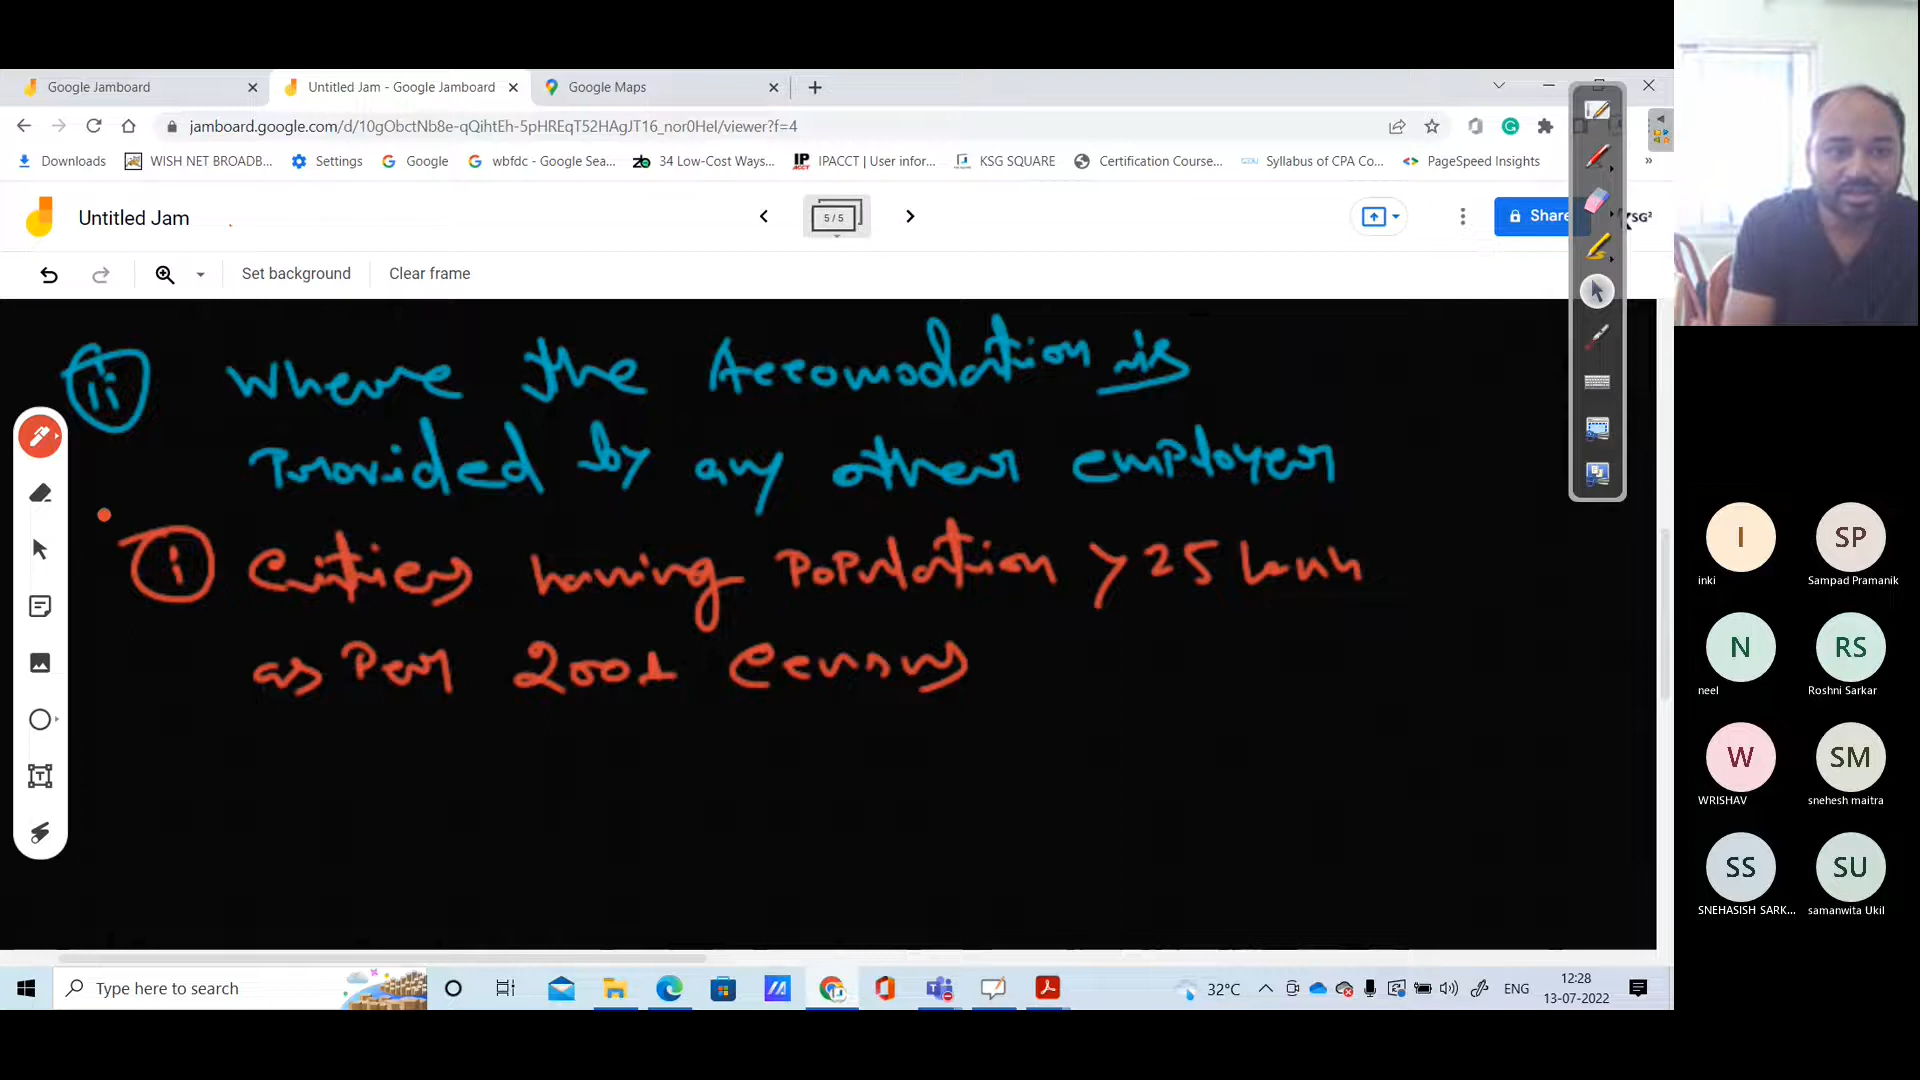 Google Jamboard
Untitled Jam - Google Jamboard
Google Maps
jamboard.google.com/d/10gObctNb8e-qQihtEh-5pHREqT52HAgJT16_nor0HeI/viewer?f=4
Downloads WISH NET BROADB... Settings Google wbfdc - Google Sea... 34 Low-Cost Ways... IPACCT | User infor... KSG SQUARE Certification Course... Syllabus of CPA Co... PageSpeed Insights »
Untitled Jam
5 / 5
Share
KSG²
Set background Clear frame
ii Where the Accomodation is
Provided by any other employer
i Cities having Population > 25 lakh
as Per 2001 Census
I
inki
SP
Sampad Pramanik
N
neel
RS
Roshni Sarkar
W
WRISHAV
SM
snehesh maitra
SS
SNEHASISH SARK...
SU
samanwita Ukil
Type here to search
32°C
ENG
12:28
13-07-2022